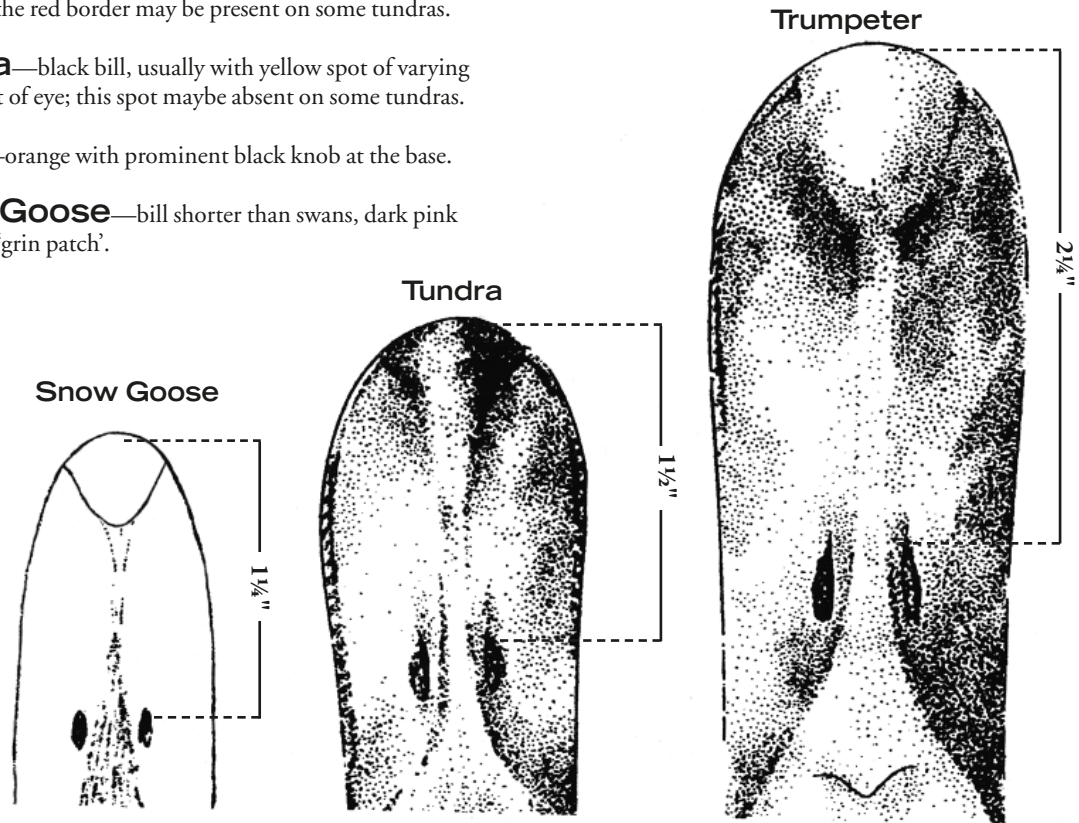 the red border may be present on some tundras.
a—black bill, usually with yellow spot of varying
t of eye; this spot maybe absent on some tundras.
-orange with prominent black knob at the base.
Goose—bill shorter than swans, dark pink
‘grin patch’.
Trumpeter
2¼"
Tundra
1½"
Snow Goose
1¼"